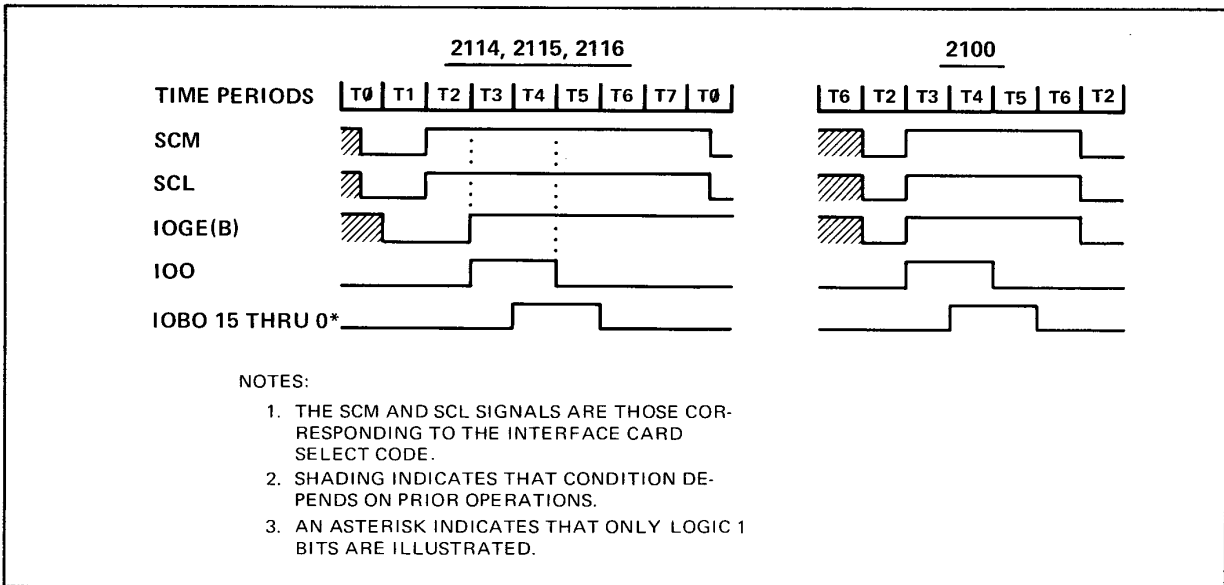 2114, 2115, 2116
2100
TIME PERIODS T0 T1 T2 T3 T4 T5 T6 T7 T0
T6 T2 T3 T4 T5 T6 T2
SCM
SCL
IOGE(B)
IOO
IOBO 15 THRU 0*
NOTES:
1. THE SCM AND SCL SIGNALS ARE THOSE COR-
RESPONDING TO THE INTERFACE CARD
SELECT CODE.
2. SHADING INDICATES THAT CONDITION DE-
PENDS ON PRIOR OPERATIONS.
3. AN ASTERISK INDICATES THAT ONLY LOGIC 1
BITS ARE ILLUSTRATED.